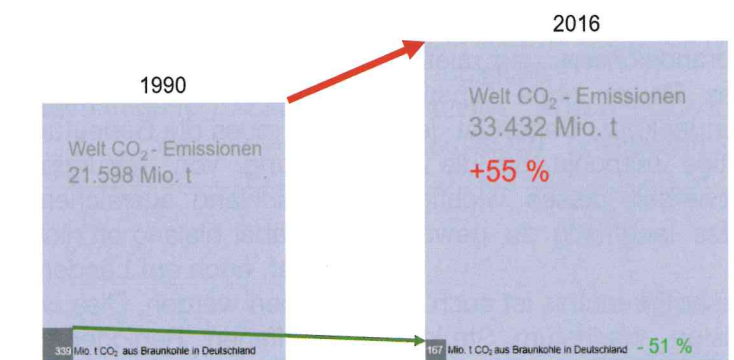 1990
Welt CO₂ - Emissionen
21.598 Mio. t
339 Mio. t CO₂ aus Braunkohle in Deutschland
2016
Welt CO₂ - Emissionen
33.432 Mio. t
+55 %
167 Mio. t CO₂ aus Braunkohle in Deutschland - 51 %